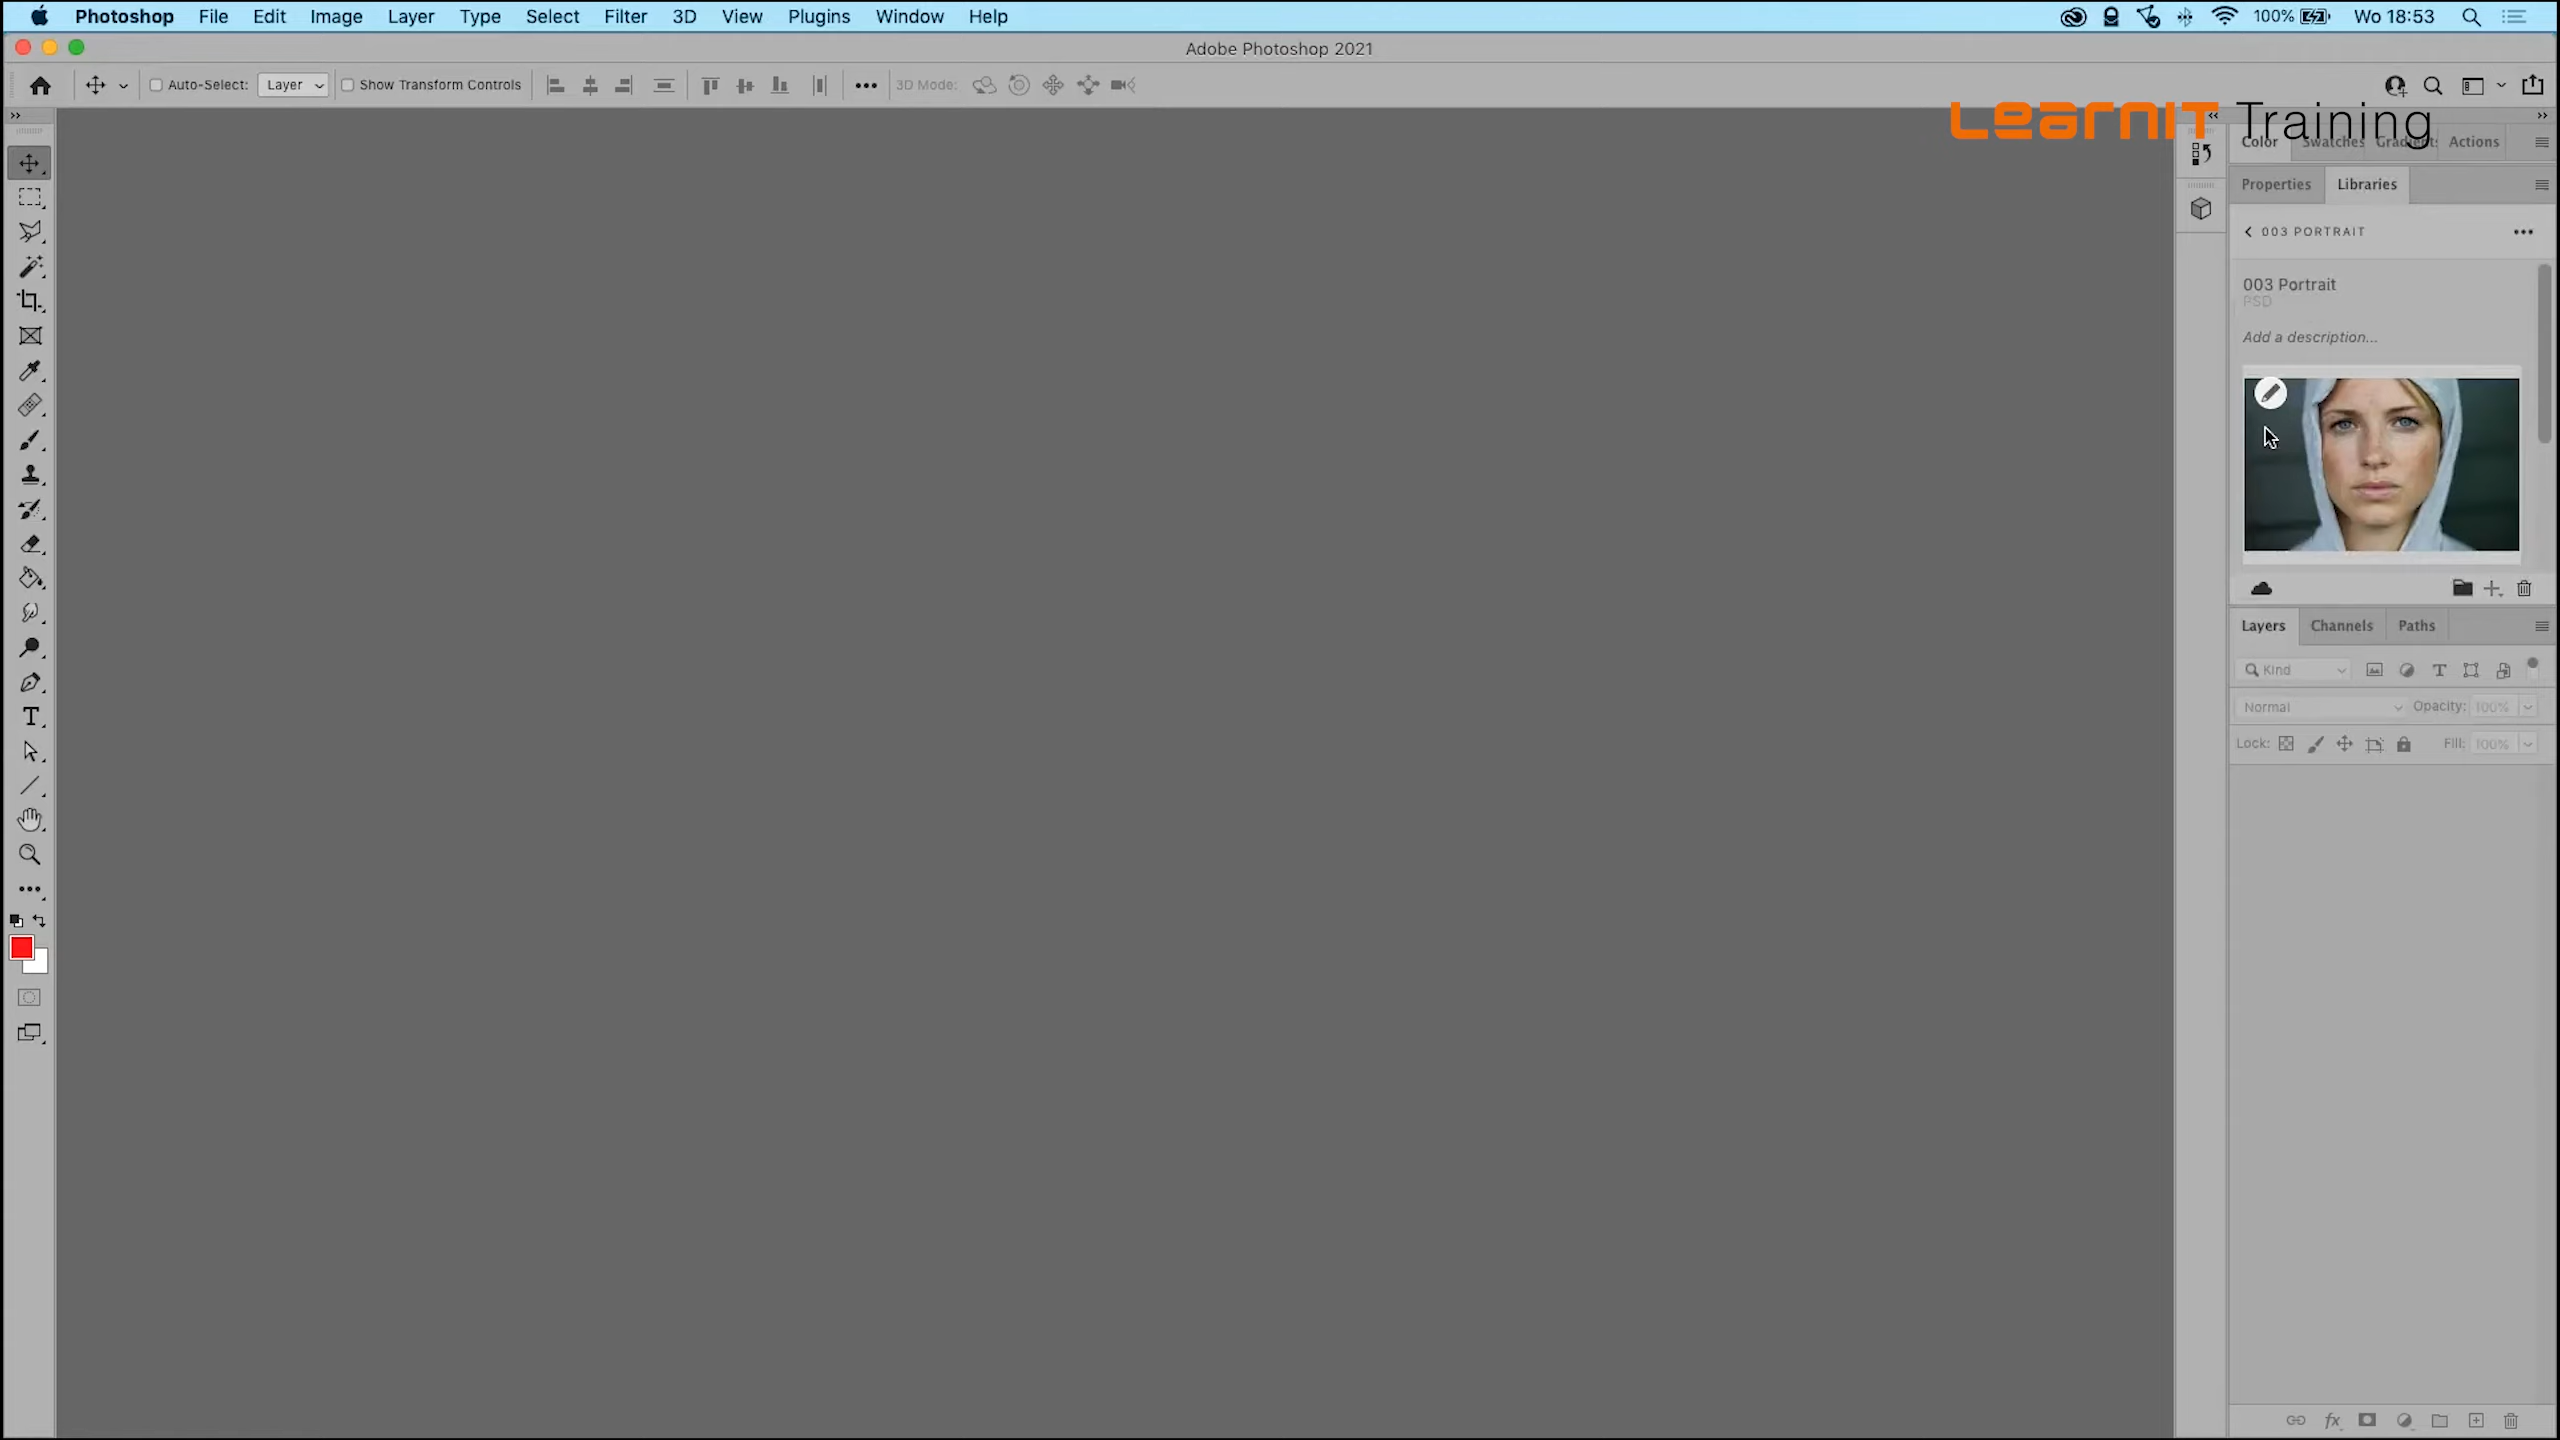 Photoshop File Edit Image Layer Type Select Filter 3D View Plugins Window Help 100% Wo 18:53
Adobe Photoshop 2021
Auto-Select: Layer Show Transform Controls 3D Mode:
LearnIT Training
Color Swatches Gradients Actions
Properties Libraries
003 PORTRAIT
003 Portrait
PSD
Add a description...
Layers Channels Paths
Kind
Normal Opacity: 100%
Lock: Fill: 100%